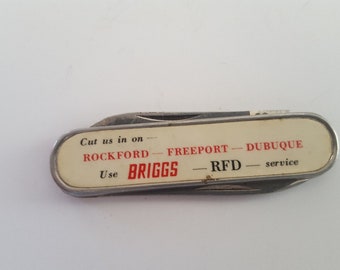 Cut us in on —
ROCKFORD — FREEPORT — DUBUQUE
Use BRIGGS — RFD — service